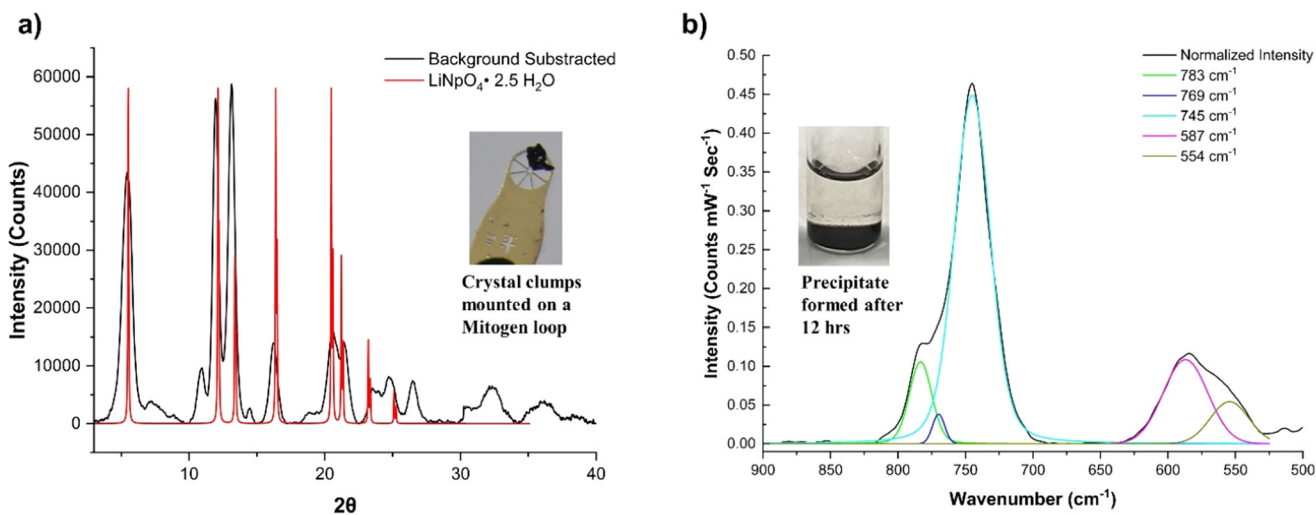 a)
Background Substracted
LiNpO₄• 2.5 H₂O
60000
50000
40000
30000
20000
10000
0
Intensity (Counts)
Crystal clumps
mounted on a
Mitogen loop
10
20
30
40
2θ
b)
Normalized Intensity
783 cm⁻¹
769 cm⁻¹
745 cm⁻¹
587 cm⁻¹
554 cm⁻¹
0.50
0.45
0.40
0.35
0.30
0.25
0.20
0.15
0.10
0.05
0.00
Intensity (Counts mW⁻¹ Sec⁻¹)
Precipitate
formed after
12 hrs
900
850
800
750
700
650
600
550
500
Wavenumber (cm⁻¹)